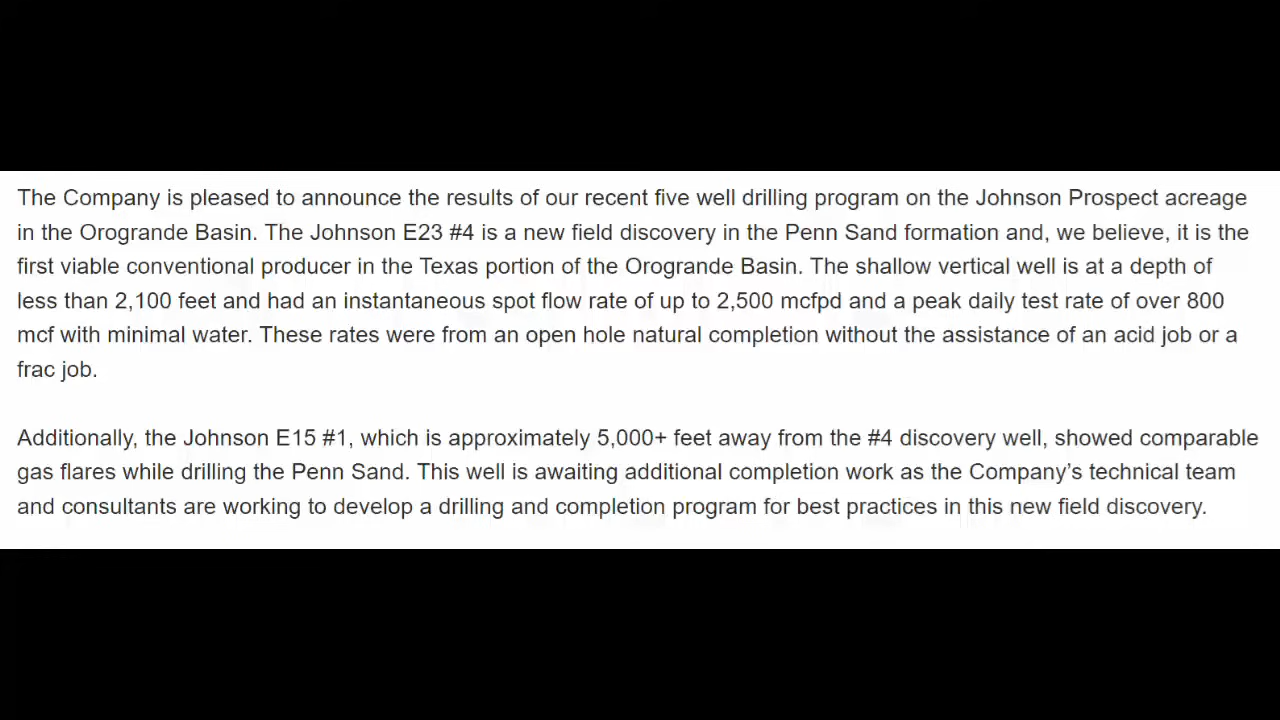 The Company is pleased to announce the results of our recent five well drilling program on the Johnson Prospect acreage
in the Orogrande Basin. The Johnson E23 #4 is a new field discovery in the Penn Sand formation and, we believe, it is the
first viable conventional producer in the Texas portion of the Orogrande Basin. The shallow vertical well is at a depth of
less than 2,100 feet and had an instantaneous spot flow rate of up to 2,500 mcfpd and a peak daily test rate of over 800
mcf with minimal water. These rates were from an open hole natural completion without the assistance of an acid job or a
frac job.
Additionally, the Johnson E15 #1, which is approximately 5,000+ feet away from the #4 discovery well, showed comparable
gas flares while drilling the Penn Sand. This well is awaiting additional completion work as the Company’s technical team
and consultants are working to develop a drilling and completion program for best practices in this new field discovery.